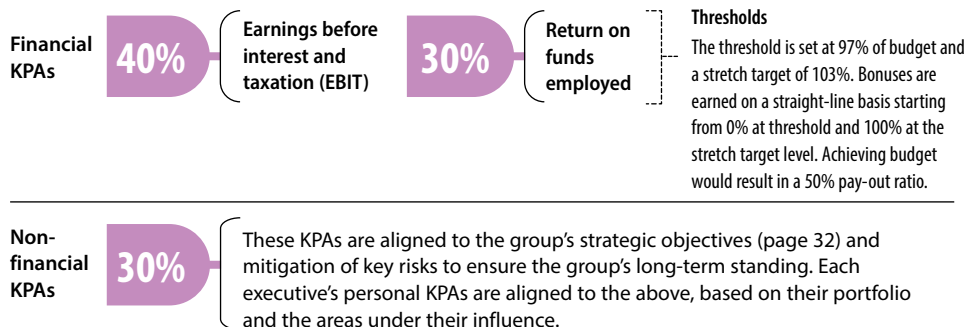 Financial
KPAs
40%
Earnings before
interest and
taxation (EBIT)
30%
Return on
funds
employed
Thresholds
The threshold is set at 97% of budget and
a stretch target of 103%. Bonuses are
earned on a straight-line basis starting
from 0% at threshold and 100% at the
stretch target level. Achieving budget
would result in a 50% pay-out ratio.
Non-
financial
KPAs
30%
These KPAs are aligned to the group's strategic objectives (page 32) and
mitigation of key risks to ensure the group's long-term standing. Each
executive's personal KPAs are aligned to the above, based on their portfolio
and the areas under their influence.